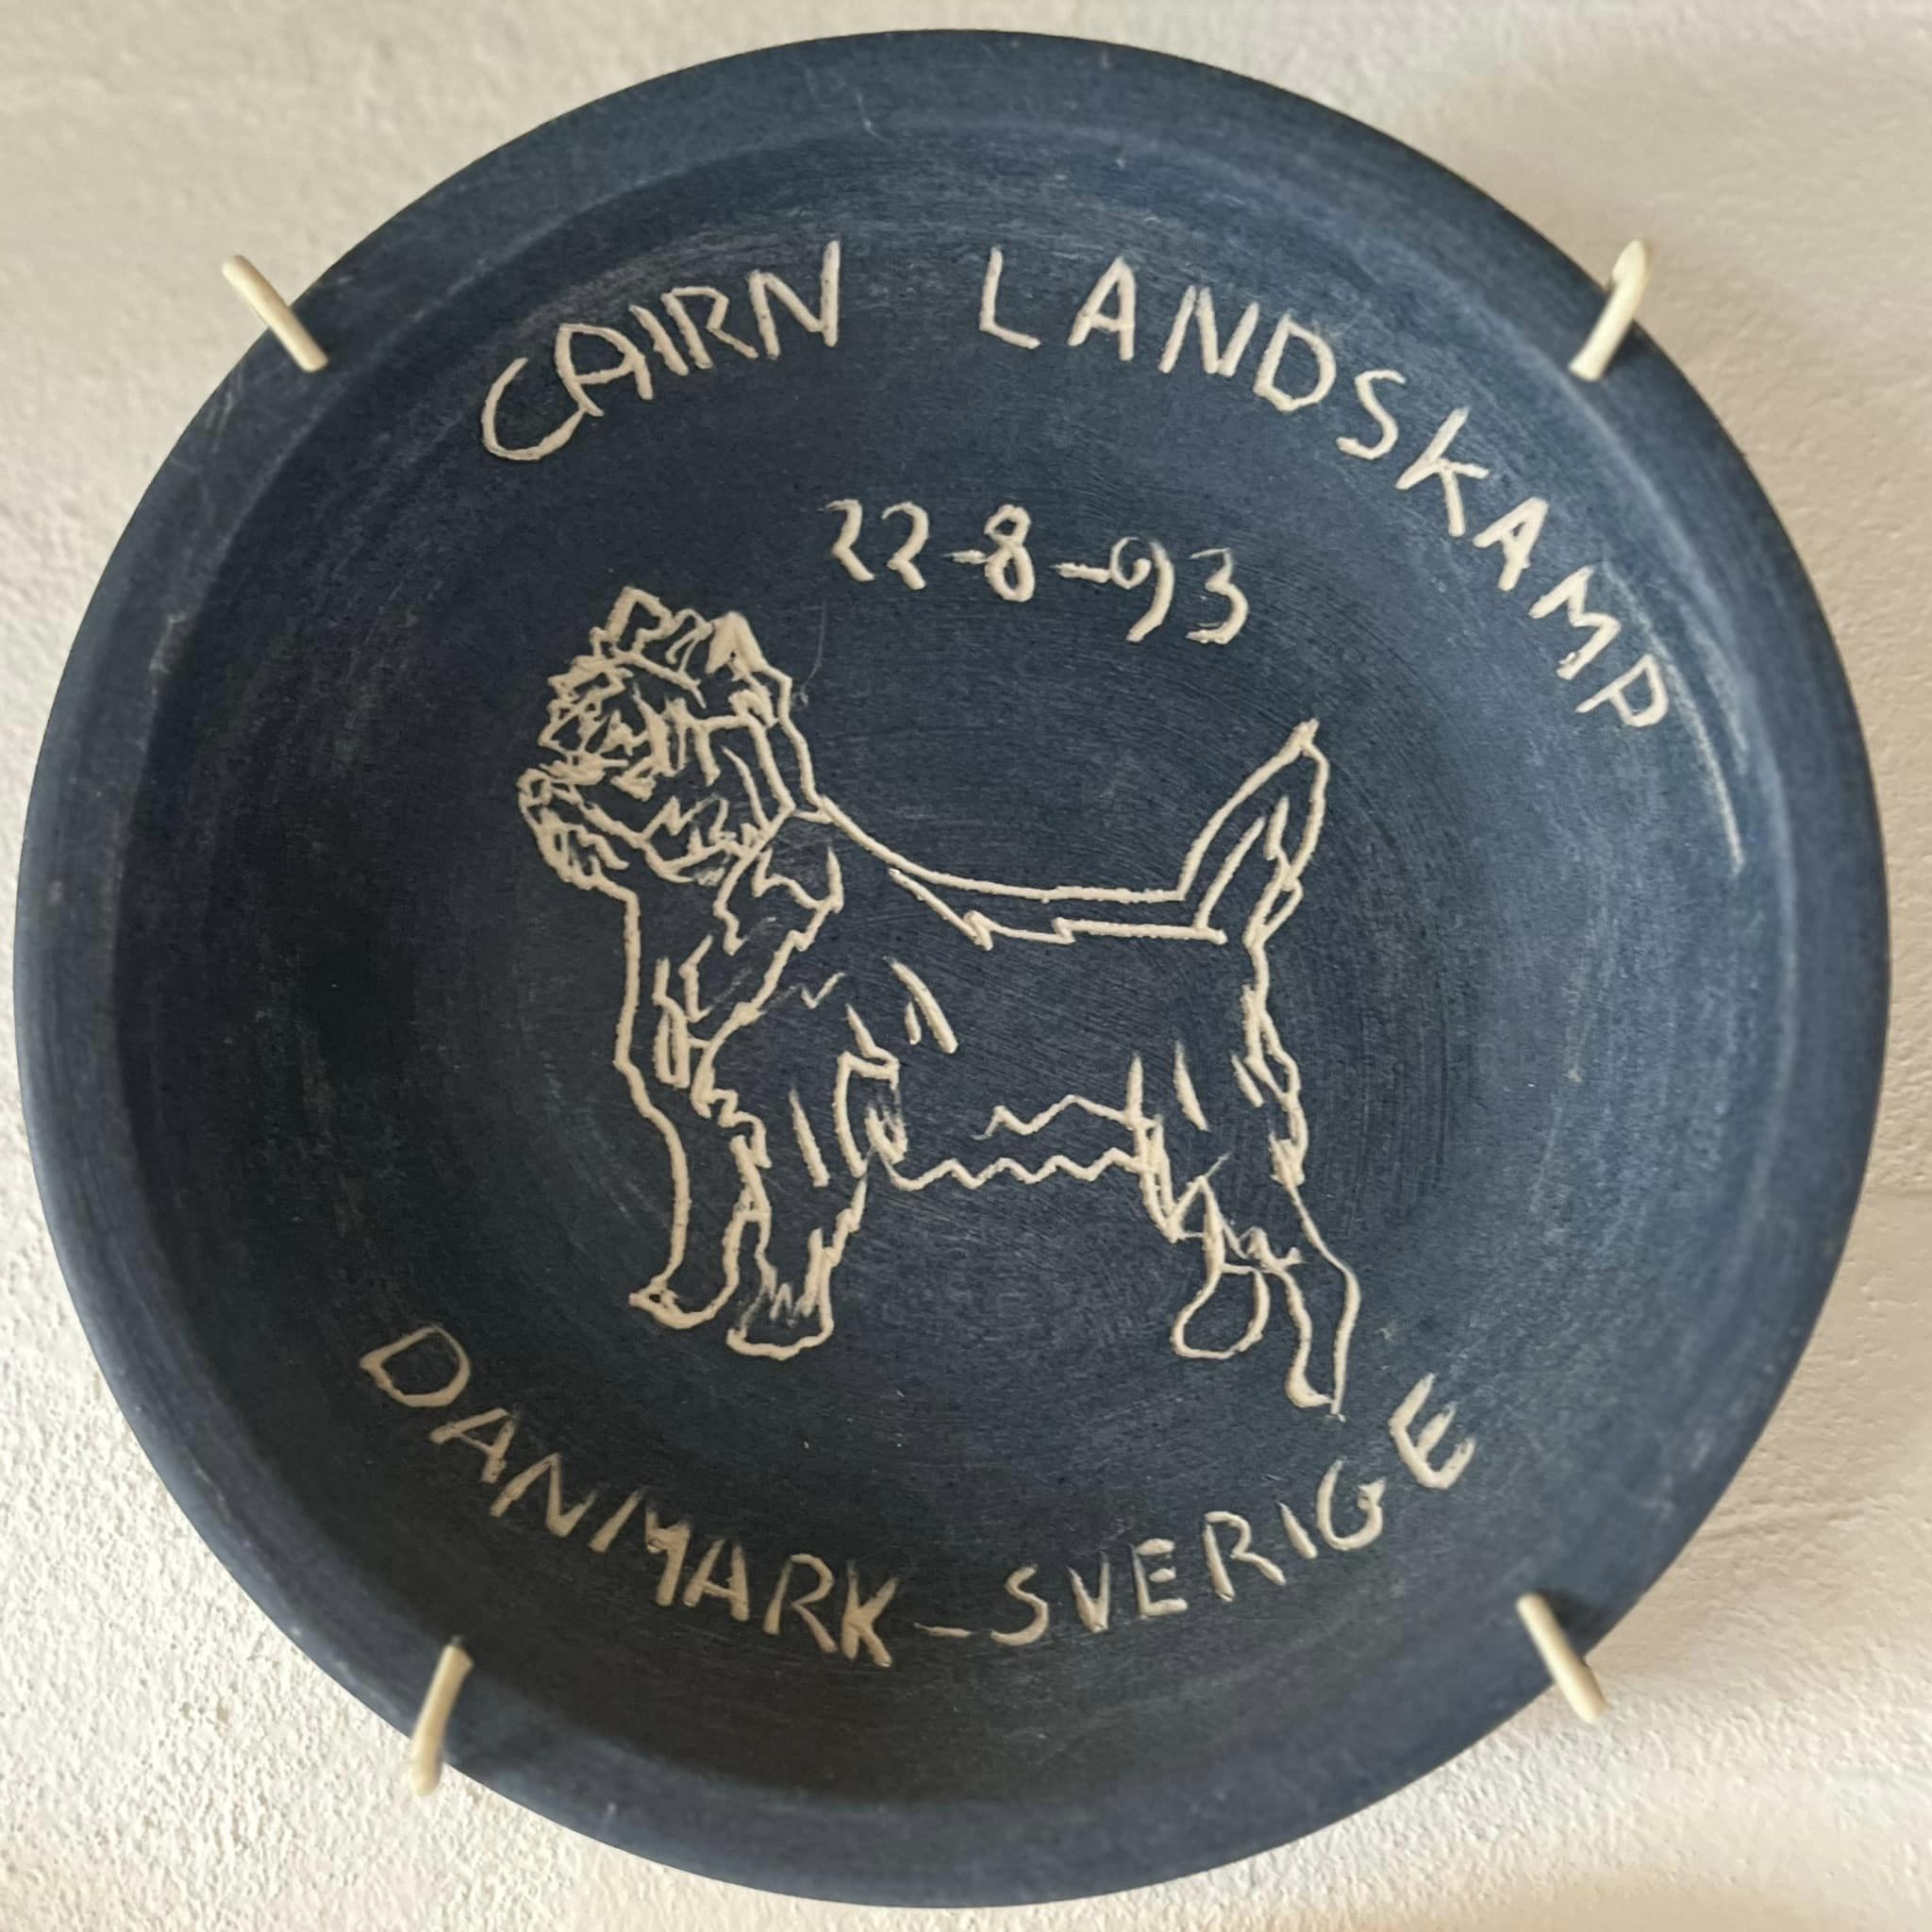 CAIRN LANDSKAMP
22-8-93
DANMARK-SVERIGE